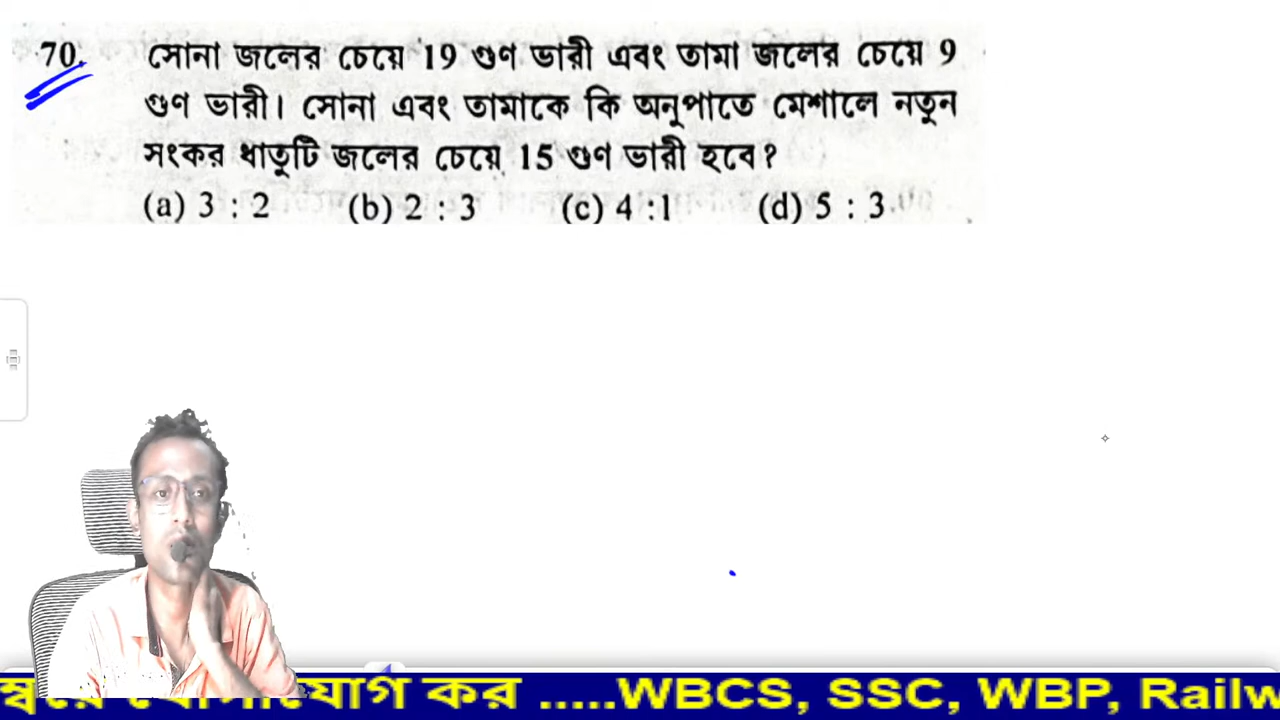 70. সোনা জলের চেয়ে 19 গুণ ভারী এবং তামা জলের চেয়ে 9
গুণ ভারী। সোনা এবং তামাকে কি অনুপাতে মেশালে নতুন
সংকর ধাতুটি জলের চেয়ে 15 গুণ ভারী হবে?
(a) 3 : 2 (b) 2 : 3 (c) 4 :1 (d) 5 : 3
যোগাযোগ কর .....WBCS, SSC, WBP, Railw